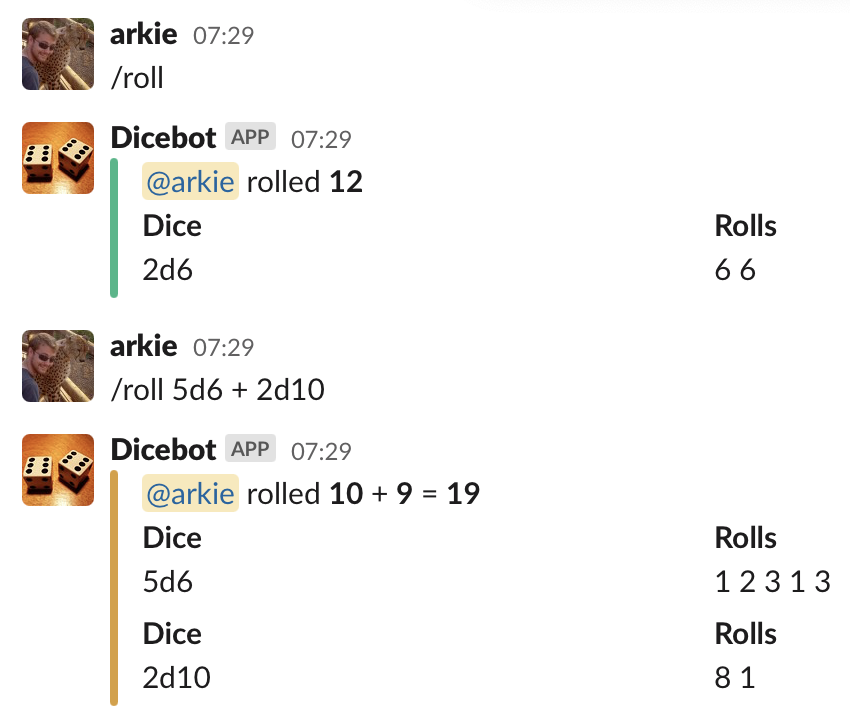 arkie 07:29
/roll
Dicebot APP 07:29
@arkie rolled 12
Dice Rolls
2d6 6 6
arkie 07:29
/roll 5d6 + 2d10
Dicebot APP 07:29
@arkie rolled 10 + 9 = 19
Dice Rolls
5d6 1 2 3 1 3
Dice Rolls
2d10 8 1